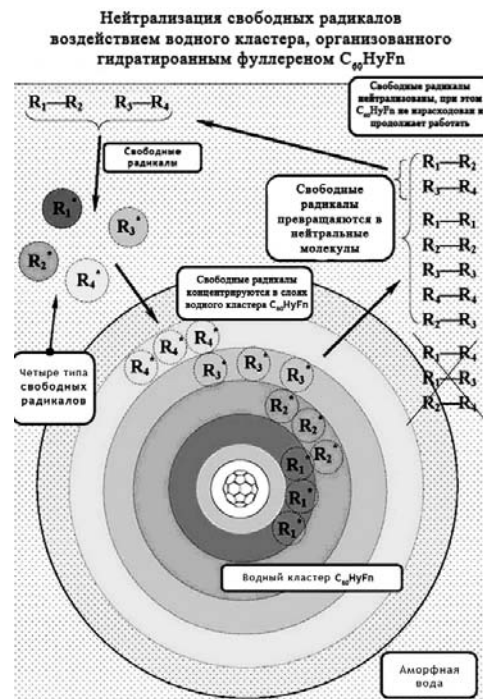 Нейтрализация свободных радикалов
воздействием водного кластера, организованного
гидратироанным фуллереном C₆₀HyFn
Свободные радикалы
нейтрализованы, при этом
C₆₀HyFn не израсходован и
продолжает работать
R₁—R₂ R₃—R₄
Свободные
радикалы
R₁*
R₃*
R₂*
R₄*
Свободные
радикалы
превращаяются в
нейтральные
молекулы
R₁—R₂
R₃—R₄
R₁—R₁
R₂—R₂
R₃—R₃
R₄—R₄
R₂—R₃
R₁—R₄
R₁—R₃
R₂—R₄
Свободные радикалы
концентрируются в слоях
водного кластера C₆₀HyFn
Четыре типа
свободных
радикалов
R₄*
R₄*
R₄*
R₃*
R₃*
R₃*
R₂*
R₂*
R₂*
R₁*
R₁*
R₁*
Водный кластер C₆₀HyFn
Аморфная
вода